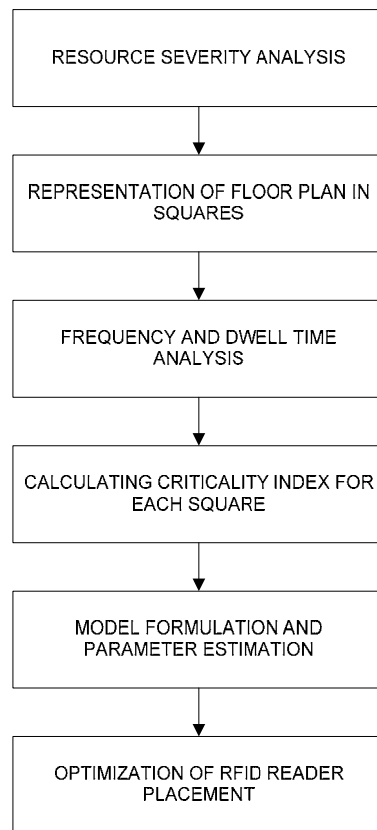 RESOURCE SEVERITY ANALYSIS
REPRESENTATION OF FLOOR PLAN IN
SQUARES
FREQUENCY AND DWELL TIME
ANALYSIS
CALCULATING CRITICALITY INDEX FOR
EACH SQUARE
MODEL FORMULATION AND
PARAMETER ESTIMATION
OPTIMIZATION OF RFID READER
PLACEMENT